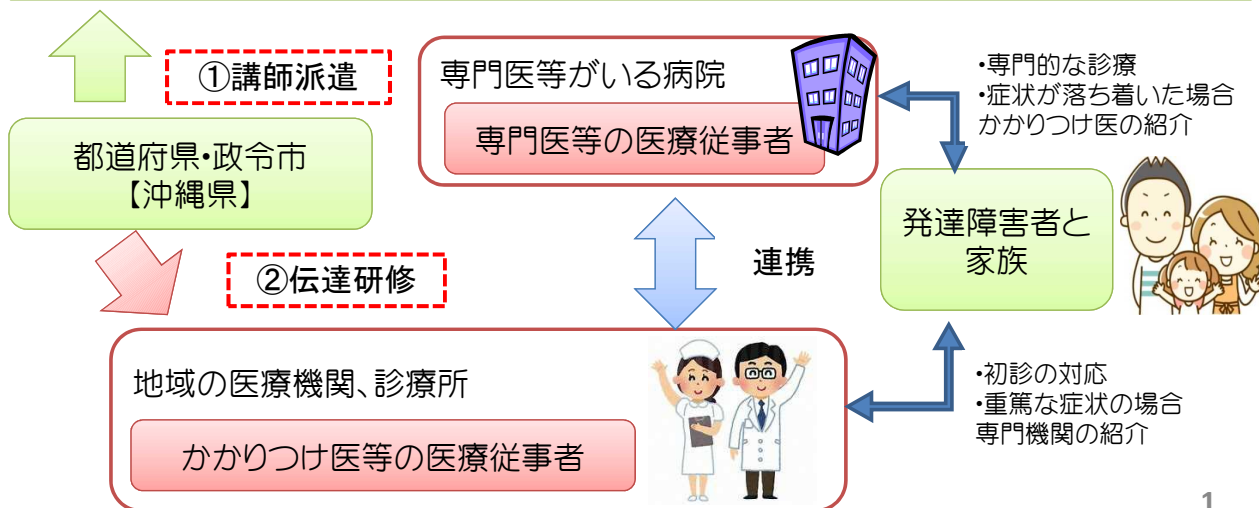 ①講師派遣
都道府県・政令市
【沖縄県】
②伝達研修
専門医等がいる病院
専門医等の医療従事者
・専門的な診療
・症状が落ち着いた場合
かかりつけ医の紹介
発達障害者と
家族
連携
地域の医療機関、診療所
かかりつけ医等の医療従事者
・初診の対応
・重篤な症状の場合
専門機関の紹介
1